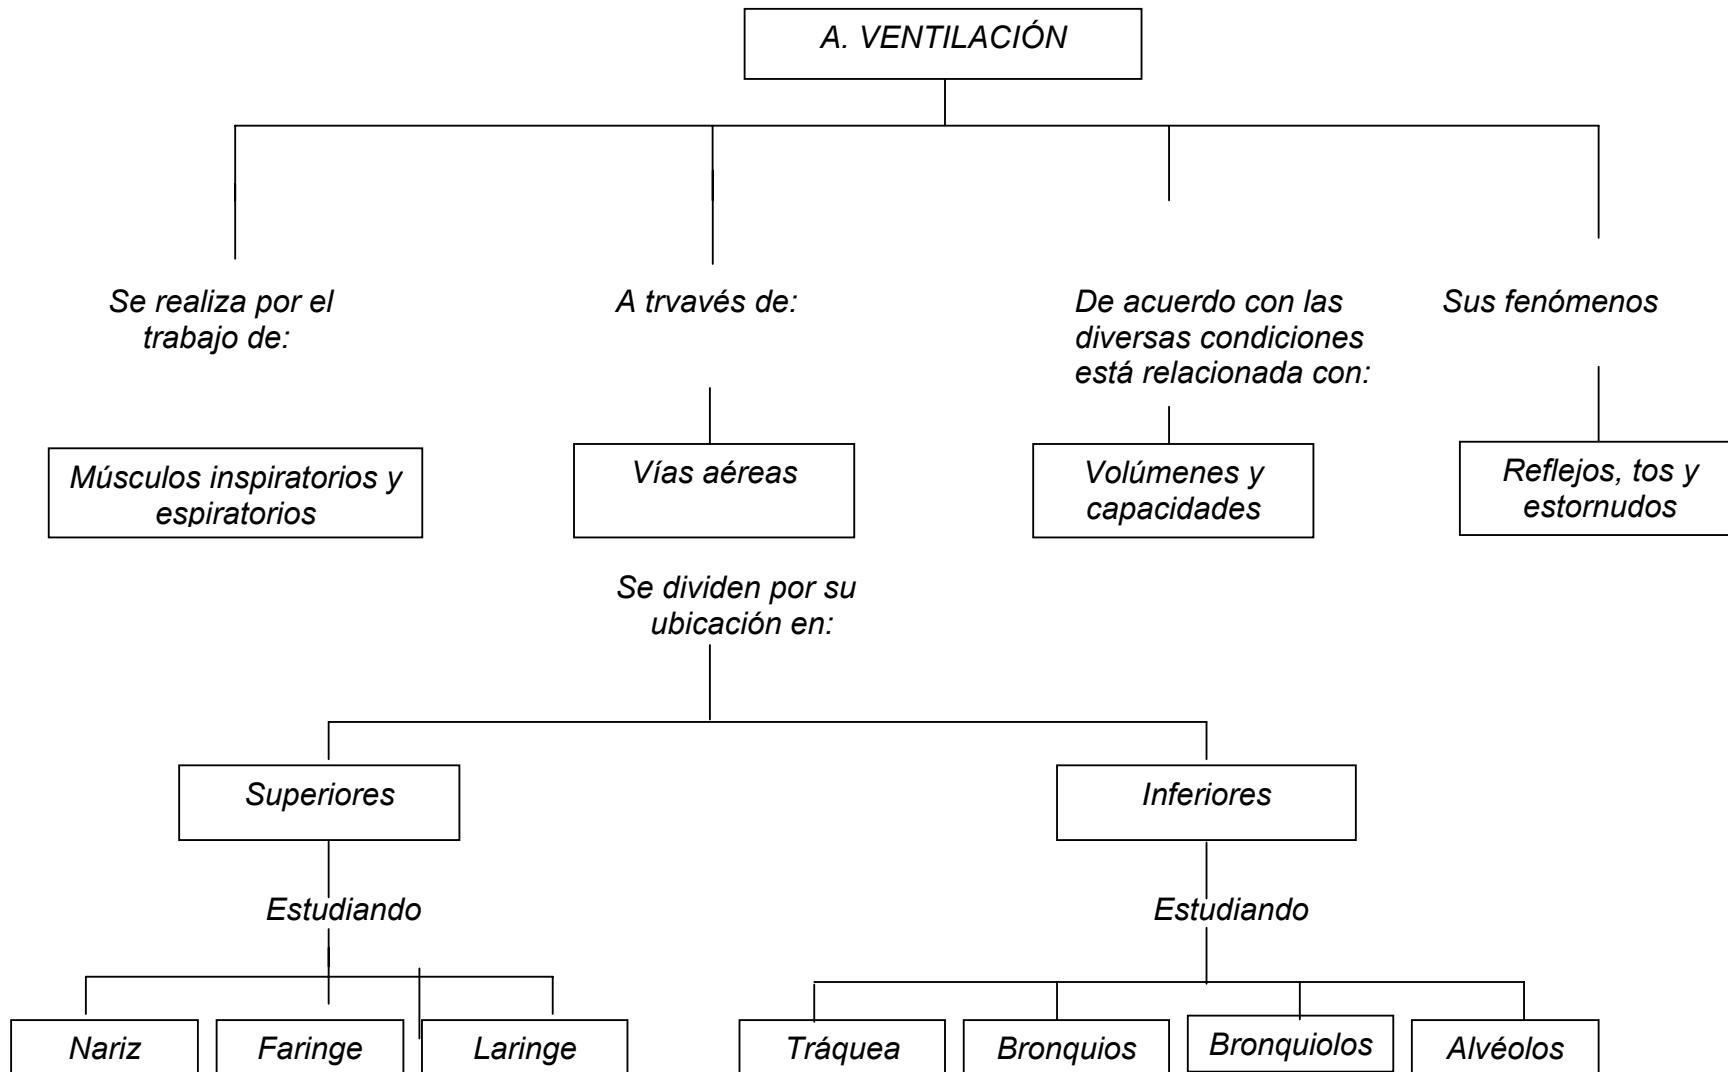 A. VENTILACIÓN
Se realiza por el
trabajo de:
A trvavés de:
De acuerdo con las
diversas condiciones
está relacionada con:
Sus fenómenos
Músculos inspiratorios y
espiratorios
Vías aéreas
Volúmenes y
capacidades
Reflejos, tos y
estornudos
Se dividen por su
ubicación en:
Superiores
Inferiores
Estudiando
Estudiando
Nariz
Faringe
Laringe
Tráquea
Bronquios
Bronquiolos
Alvéolos